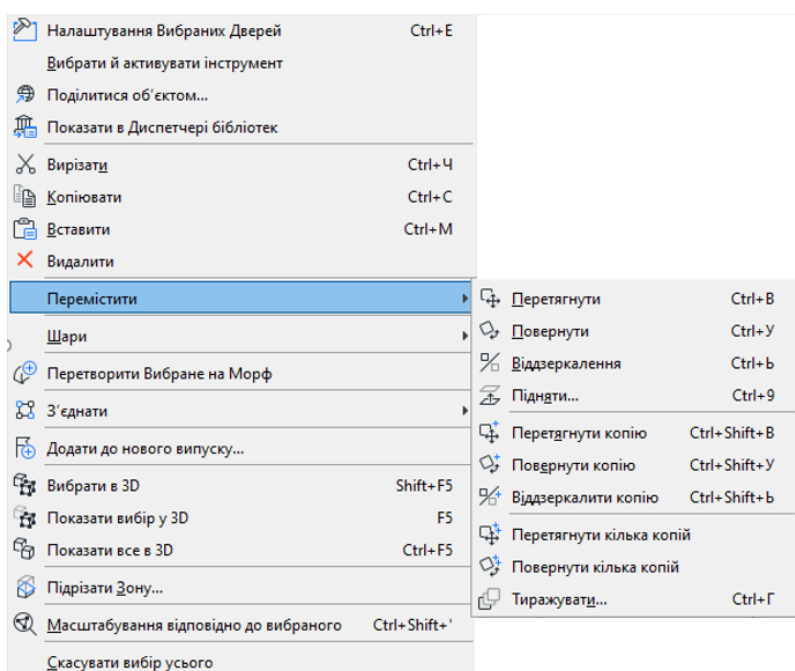 Налаштування Вибраних Дверей Ctrl+E
Вибрати й активувати інструмент
Поділитися об'єктом...
Показати в Диспетчері бібліотек
Вирізати Ctrl+Ч
Копіювати Ctrl+C
Вставити Ctrl+M
Видалити
Перемістити
Шари
Перетворити Вибране на Морф
З'єднати
Додати до нового випуску...
Вибрати в 3D Shift+F5
Показати вибір у 3D F5
Показати все в 3D Ctrl+F5
Підрізати Зону...
Масштабування відповідно до вибраного Ctrl+Shift+'
Скасувати вибір усього
Перетягнути Ctrl+В
Повернути Ctrl+У
Віддзеркалення Ctrl+Ь
Підняти... Ctrl+9
Перетягнути копію Ctrl+Shift+В
Повернути копію Ctrl+Shift+У
Віддзеркалити копію Ctrl+Shift+Ь
Перетягнути кілька копій
Повернути кілька копій
Тиражувати... Ctrl+Г